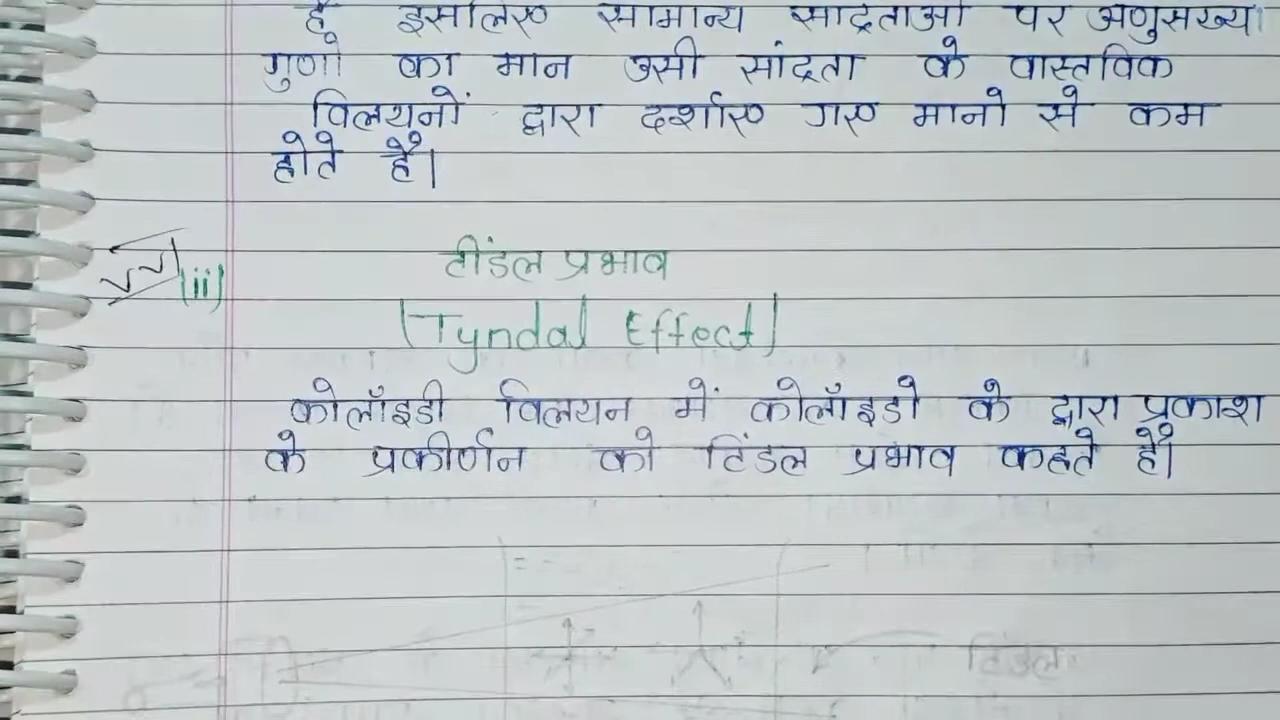 है इसलिए सामान्य सांद्रताओं पर अणुसंख्य
गुणों का मान उसी सांद्रता के वास्तविक
विलयनों द्वारा दर्शाए गए मानो से कम
होते है।
(ii) टींडल प्रभाव
(Tyndal Effect)
कोलॉइडी विलयन में कोलॉइडो के द्वारा प्रकाश
के प्रकीर्णन को टिंडल प्रभाव कहते है।
टिंडल